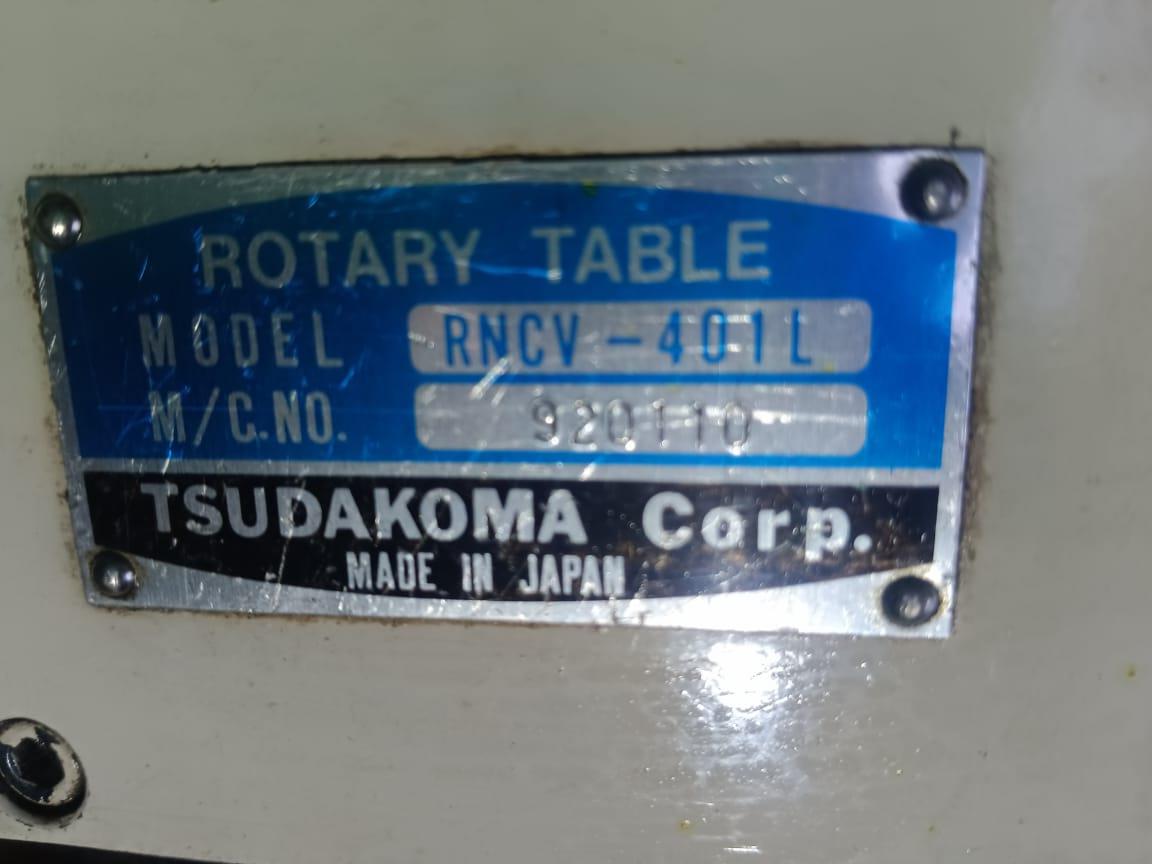 ROTARY TABLE
MODEL RNCV-401L
M/C.NO. 920110
TSUDAKOMA Corp.
MADE IN JAPAN